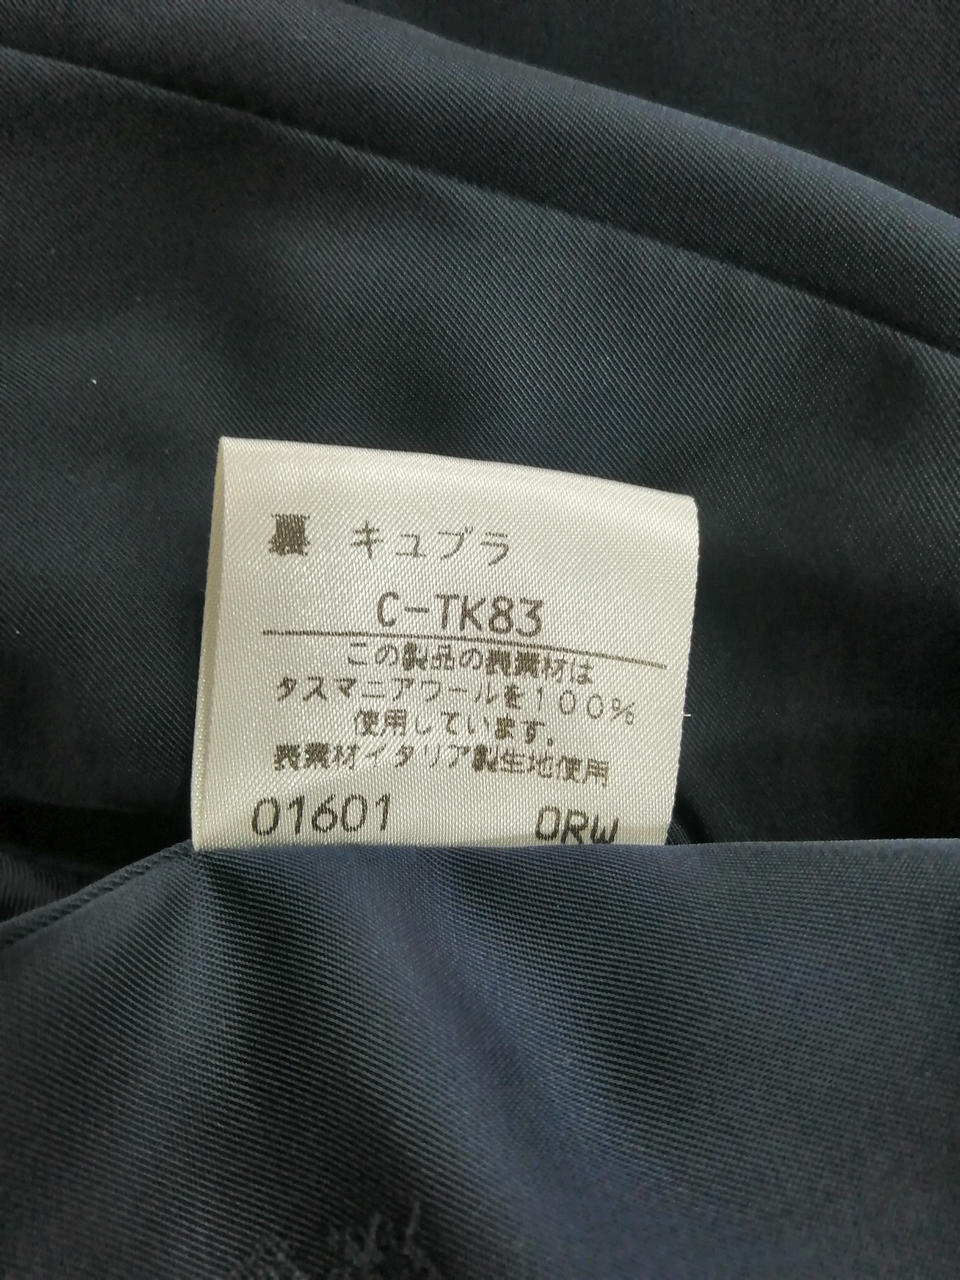 裏 キュプラ
C-TK83
この製品の表素材は
タスマニアウールを100%
使用しています。
表素材イタリア製生地使用
01601 ORW